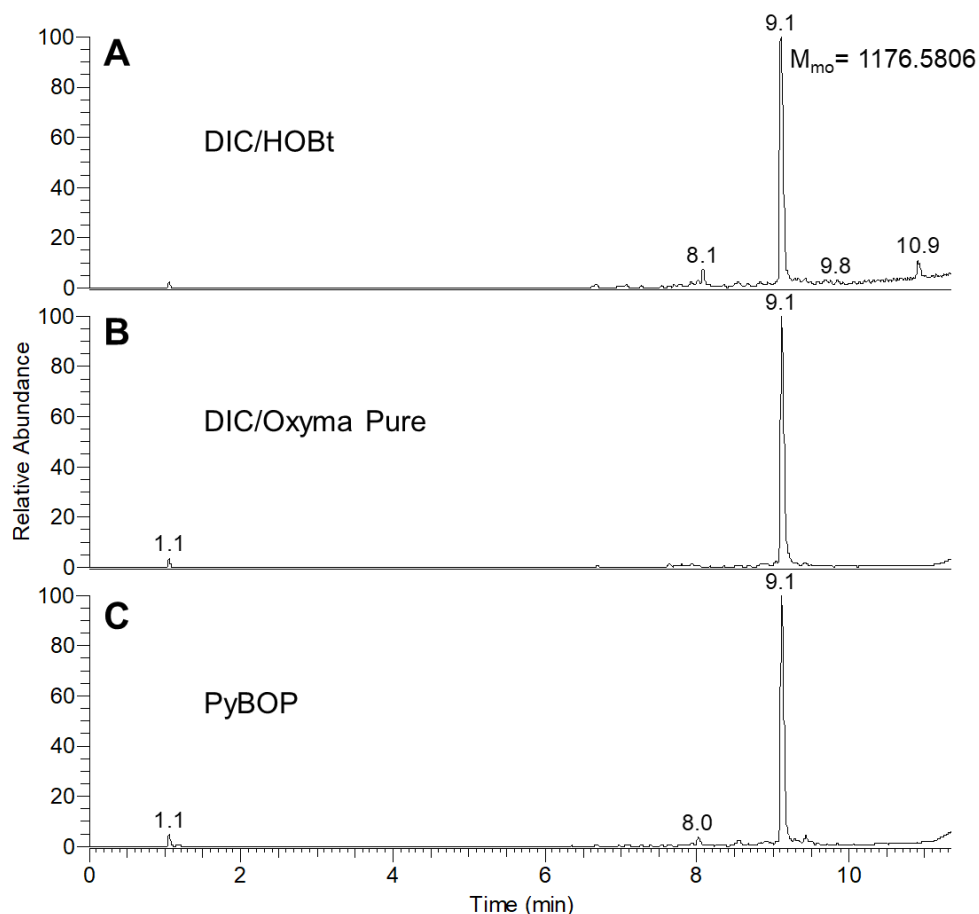 A
9.1
M_mo= 1176.5806
DIC/HOBt
8.1
9.8
10.9
100
80
60
40
20
0
B
9.1
DIC/Oxyma Pure
1.1
100
80
60
40
20
0
Relative Abundance
C
9.1
PyBOP
1.1
8.0
100
80
60
40
20
0
0 2 4 6 8 10
Time (min)